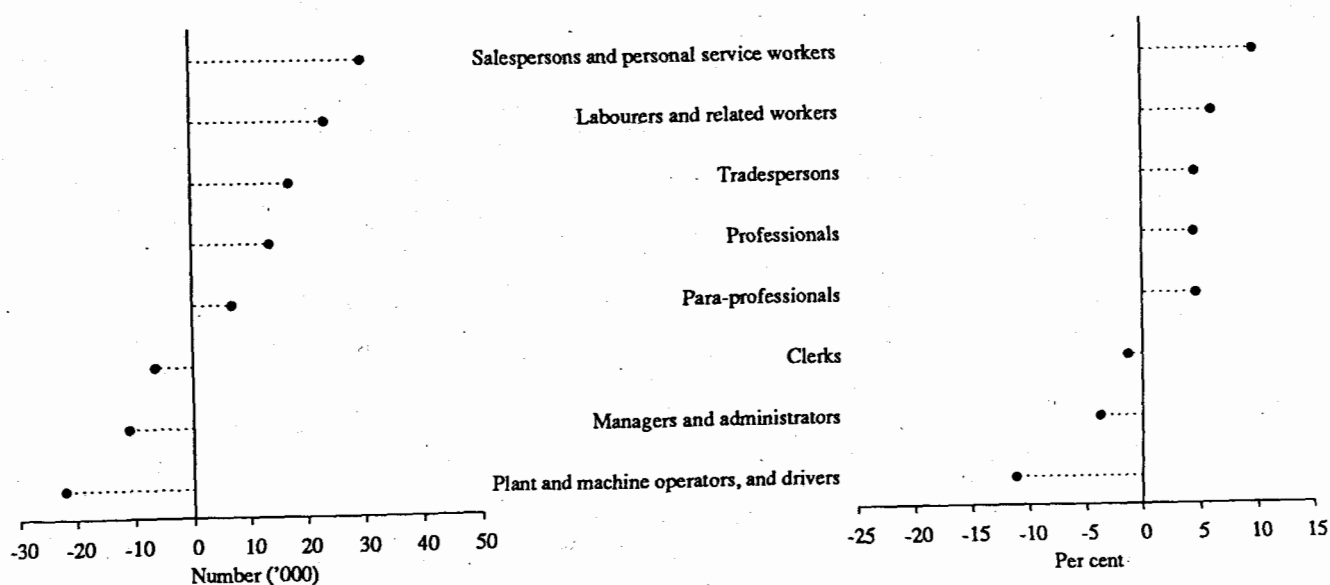 Salespersons and personal service workers
Labourers and related workers
Tradespersons
Professionals
Para-professionals
Clerks
Managers and administrators
Plant and machine operators, and drivers
-30 -20 -10 0 10 20 30 40 50
Number ('000)
-25 -20 -15 -10 -5 0 5 10 15
Per cent